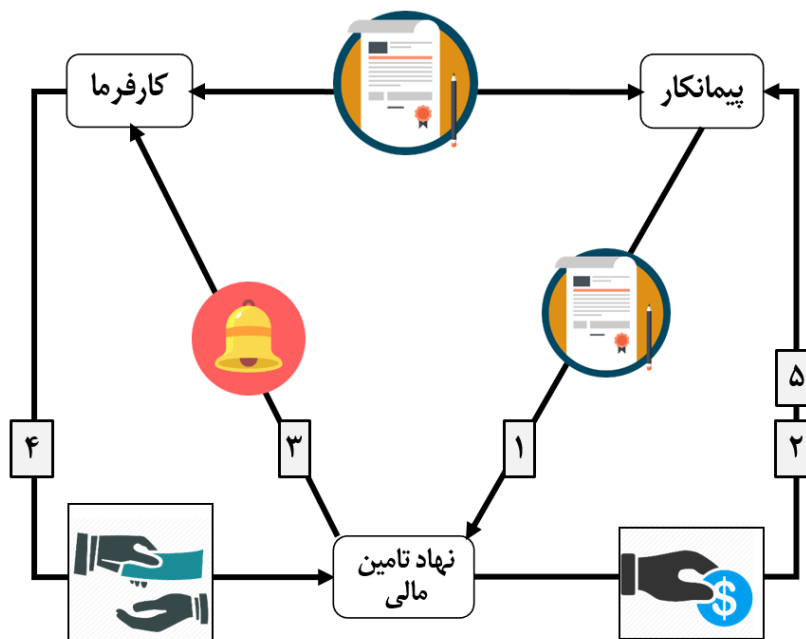 پیمانکار
کارفرما
۵
۲
۱
۳
۴
نهاد تامین
مالی
$